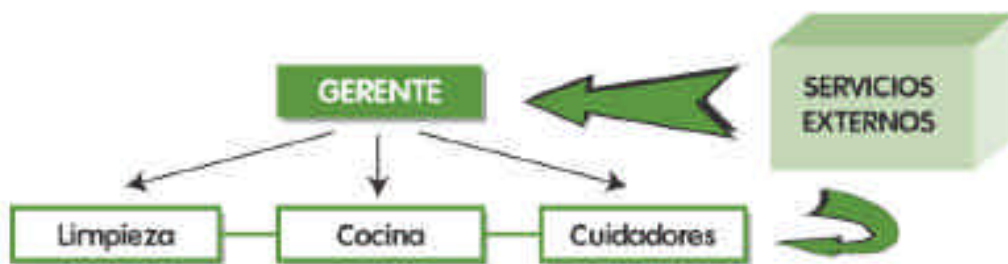 GERENTE
SERVICIOS
EXTERNOS
Limpieza
Cocina
Cuidadores